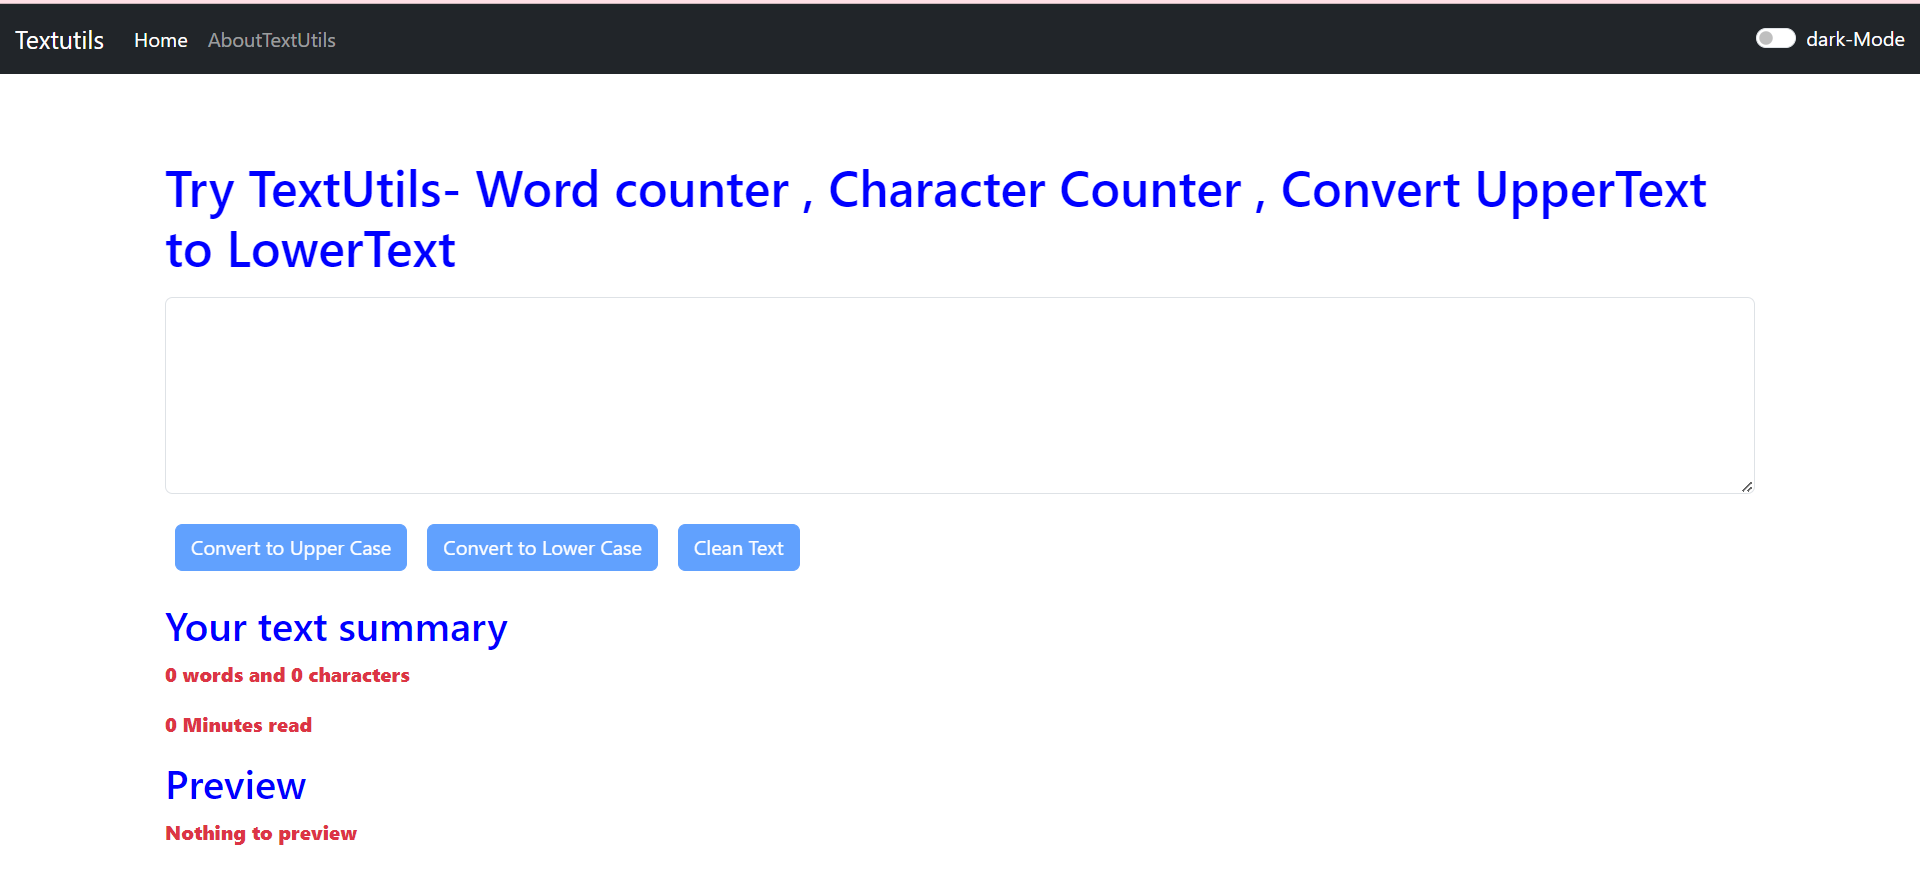 Textutils Home AboutTextUtils dark-Mode
Try TextUtils- Word counter , Character Counter , Convert UpperText
to LowerText
Convert to Upper Case Convert to Lower Case Clean Text
Your text summary
0 words and 0 characters
0 Minutes read
Preview
Nothing to preview